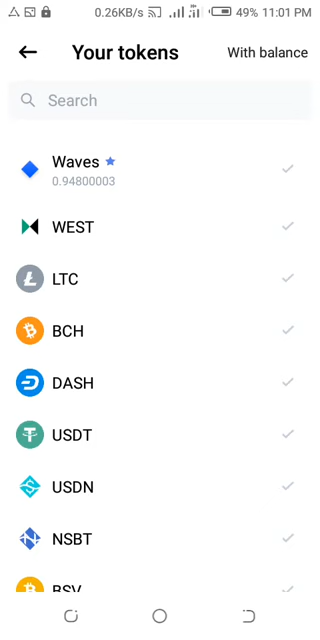 0.26KB/s 49% 11:01 PM
Your tokens
With balance
Search
Waves
0.94800003
WEST
LTC
BCH
DASH
USDT
USDN
NSBT
BSV